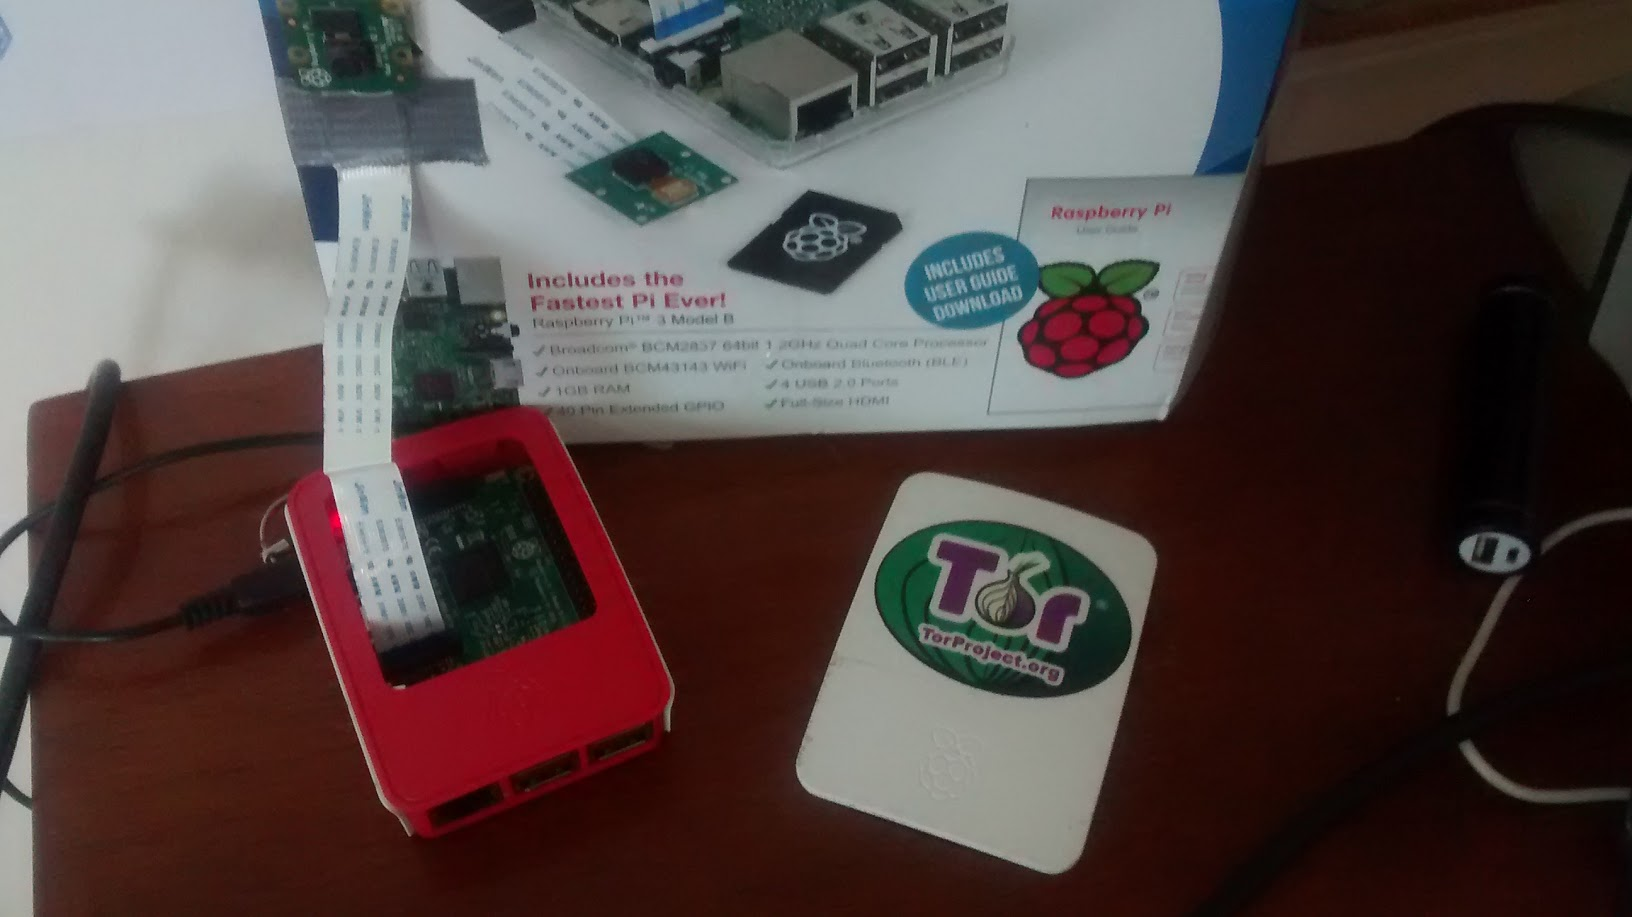 Includes the
Fastest Pi Ever!
Raspberry Pi™ 3 Model B
✓ Broadcom® BCM2837 64bit 1.2GHz Quad Core Processor
✓ Onboard BCM43143 WiFi
✓ Onboard Bluetooth (BLE)
✓ 1GB RAM
✓ 4 USB 2.0 Ports
40 Pin Extended GPIO
✓ Full-Size HDMI
INCLUDES
USER GUIDE
DOWNLOAD
Raspberry Pi
User Guide
Tor
TorProject.org